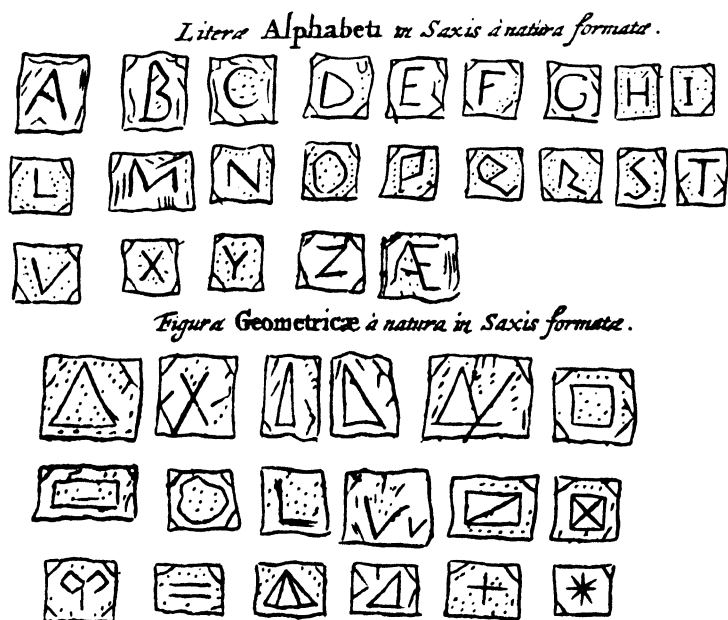 Literæ Alphabeti in Saxis à natura formatæ.
A B C D E F G H I
L M N O P Q R S T
V X Y Z Æ
Figuræ Geometricæ à natura in Saxis formatæ.